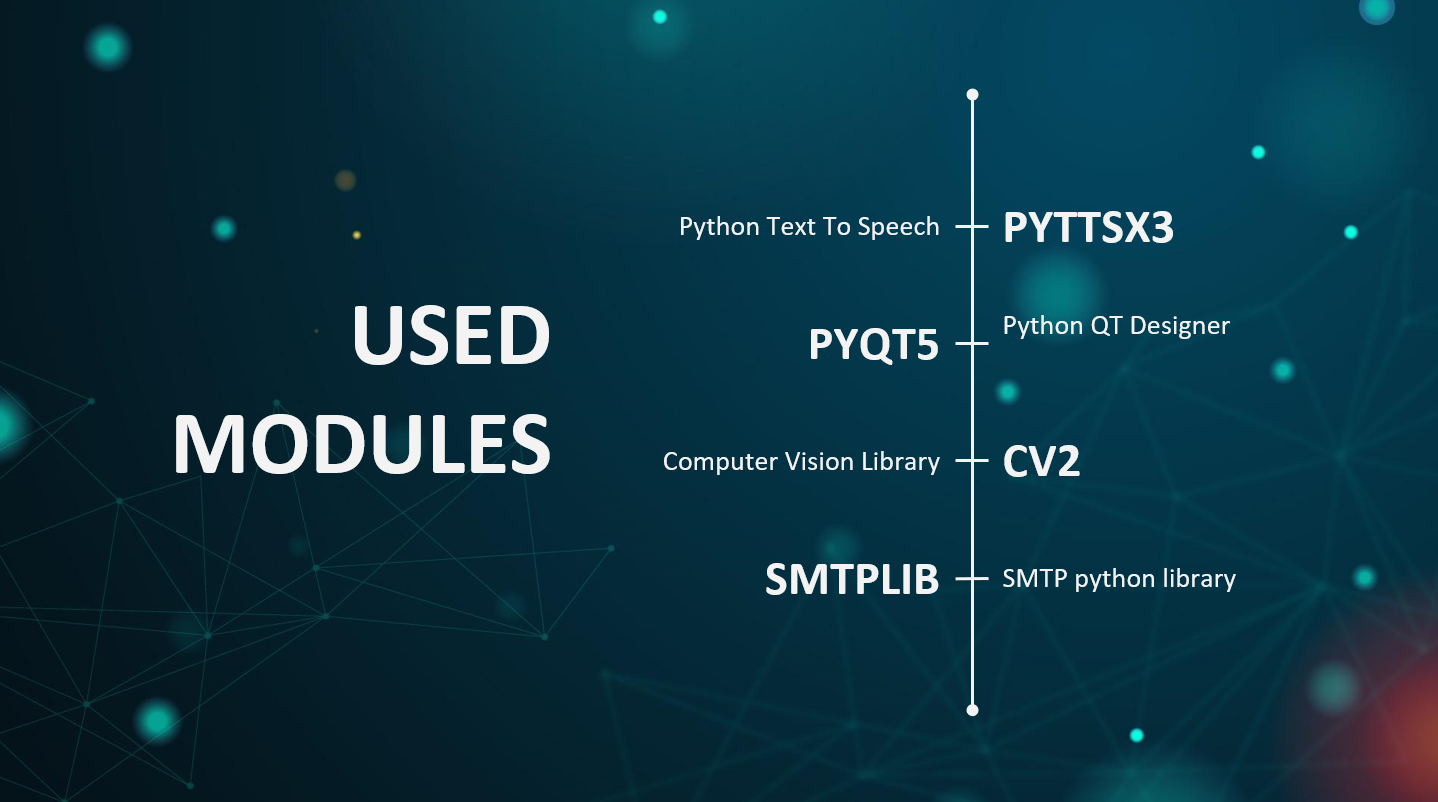 USED
MODULES
Python Text To Speech
PYTTSX3
PYQT5
Python QT Designer
Computer Vision Library
CV2
SMTPLIB
SMTP python library